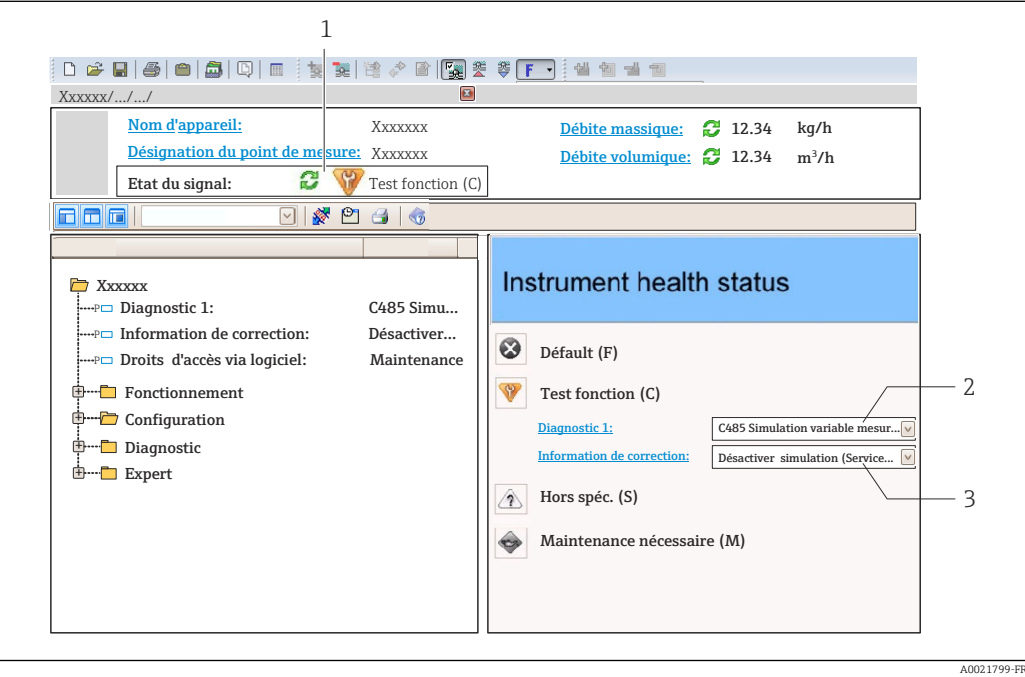 1
F
Xxxxxx/.../.../
Nom d'appareil: Xxxxxxx Débite massique: 12.34 kg/h
Désignation du point de mesure: Xxxxxxx Débite volumique: 12.34 m³/h
Etat du signal: Test fonction (C)
Instrument health status
Xxxxxx
P Diagnostic 1: C485 Simu...
P Information de correction: Désactiver...
P Droits d'accès via logiciel: Maintenance
Fonctionnement
Configuration
Diagnostic
Expert
Défault (F)
Test fonction (C)
2
Diagnostic 1: C485 Simulation variable mesur...
Information de correction: Désactiver simulation (Service...
3
Hors spéc. (S)
Maintenance nécessaire (M)
A0021799-FR